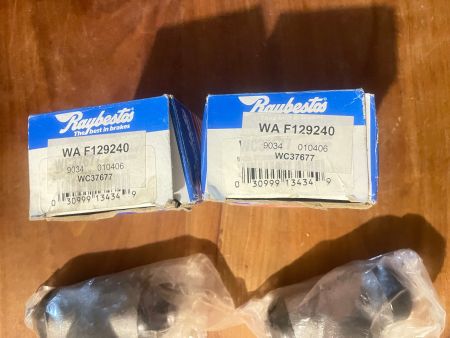 Raybestos
The best in brakes
WA F129240
9034 010406
WC37677
0 30999 13434 9
Raybestos
WA F129240
9034 010406
WC37677
0 30999 13434 9